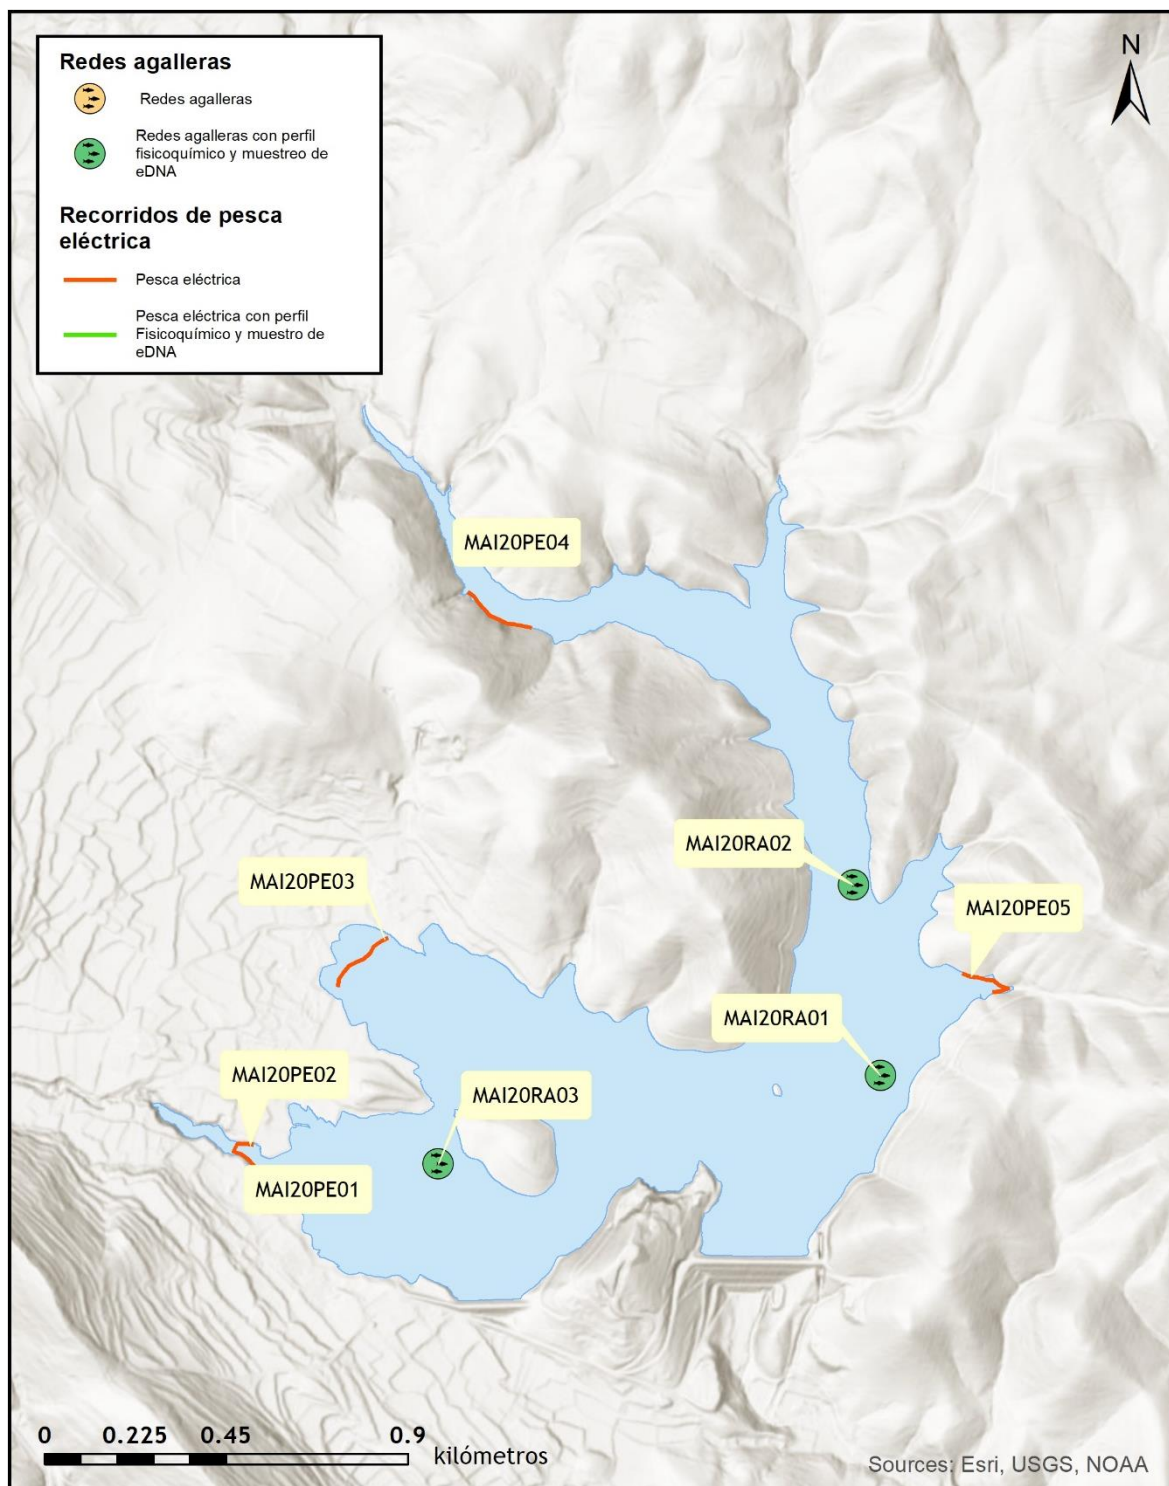 Redes agalleras
Redes agalleras
Redes agalleras con perfil
fisicoquímico y muestreo de
eDNA
Recorridos de pesca
eléctrica
Pesca eléctrica
Pesca eléctrica con perfil
Fisicoquímico y muestro de
eDNA
N
MAI20PE04
MAI20RA02
MAI20PE03
MAI20PE05
MAI20RA01
MAI20PE02
MAI20RA03
MAI20PE01
0 0.225 0.45 0.9
kilómetros
Sources: Esri, USGS, NOAA